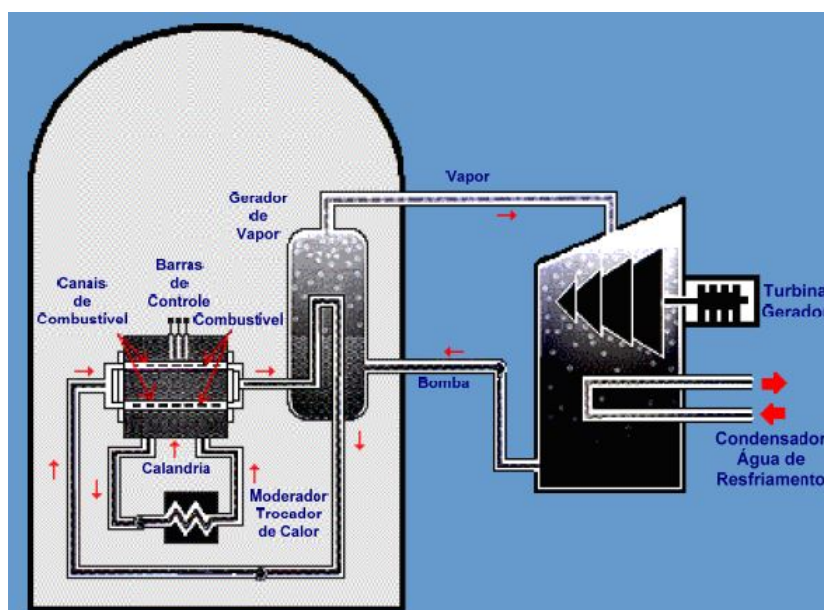 Vapor
Gerador
de
Vapor
Canais
de
Combustível
Barras
de
Controle
Combustível
Turbina
Gerador
Bomba
Calandria
Moderador
Trocador
de Calor
Condensador
Água de
Resfriamento